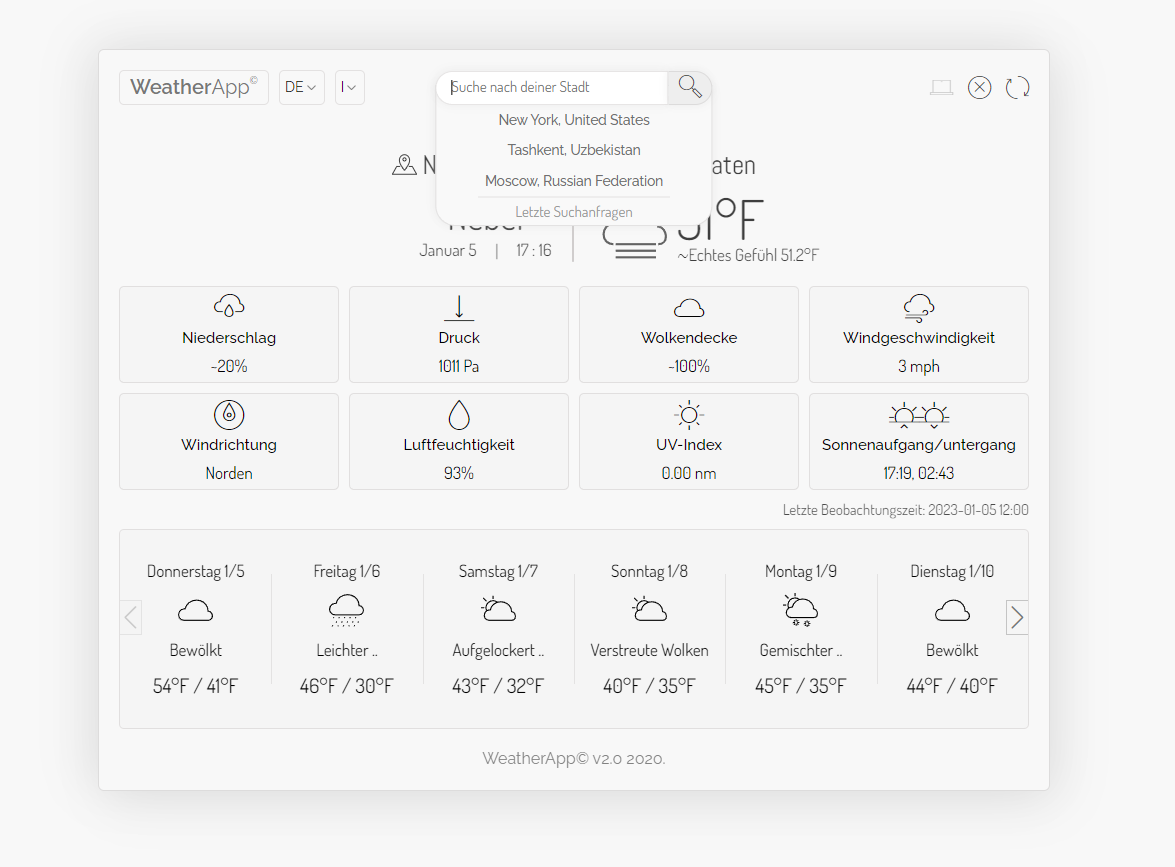 WeatherApp©
DE
I
Suche nach deiner Stadt
New York, United States
Tashkent, Uzbekistan
Moscow, Russian Federation
Letzte Suchanfragen
Januar 5 | 17 : 16
~Echtes Gefühl 51.2°F
Niederschlag
~20%
Druck
1011 Pa
Wolkendecke
~100%
Windgeschwindigkeit
3 mph
Windrichtung
Norden
Luftfeuchtigkeit
93%
UV-Index
0.00 nm
Sonnenaufgang/untergang
17:19, 02:43
Letzte Beobachtungszeit: 2023-01-05 12:00
Donnerstag 1/5
Bewölkt
54°F / 41°F
Freitag 1/6
Leichter ..
46°F / 30°F
Samstag 1/7
Aufgelockert ..
43°F / 32°F
Sonntag 1/8
Verstreute Wolken
40°F / 35°F
Montag 1/9
Gemischter ..
45°F / 35°F
Dienstag 1/10
Bewölkt
44°F / 40°F
WeatherApp© v2.0 2020.